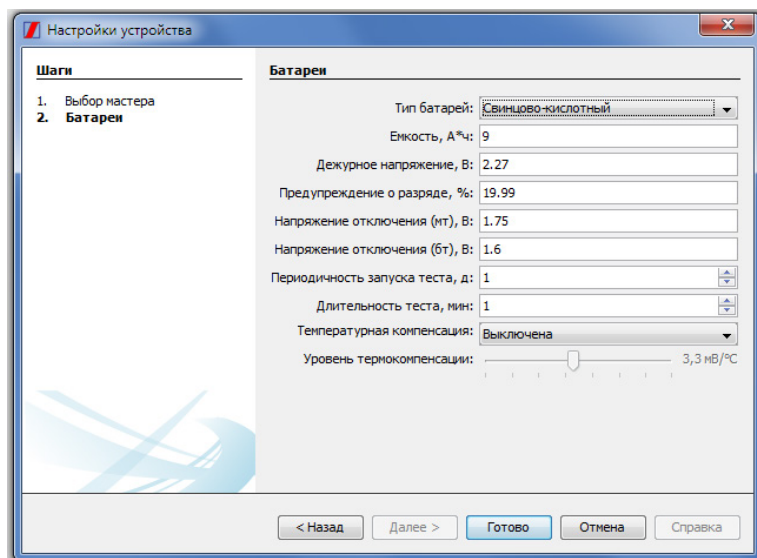 Настройки устройства
Шаги
1. Выбор мастера
2. Батареи
Батареи
Тип батарей: Свинцово-кислотный
Емкость, А*ч: 9
Дежурное напряжение, В: 2.27
Предупреждение о разряде, %: 19.99
Напряжение отключения (мт), В: 1.75
Напряжение отключения (бт), В: 1.6
Периодичность запуска теста, д: 1
Длительность теста, мин: 1
Температурная компенсация: Выключена
Уровень термокомпенсации: 3,3 мВ/°C
< Назад Далее > Готово Отмена Справка